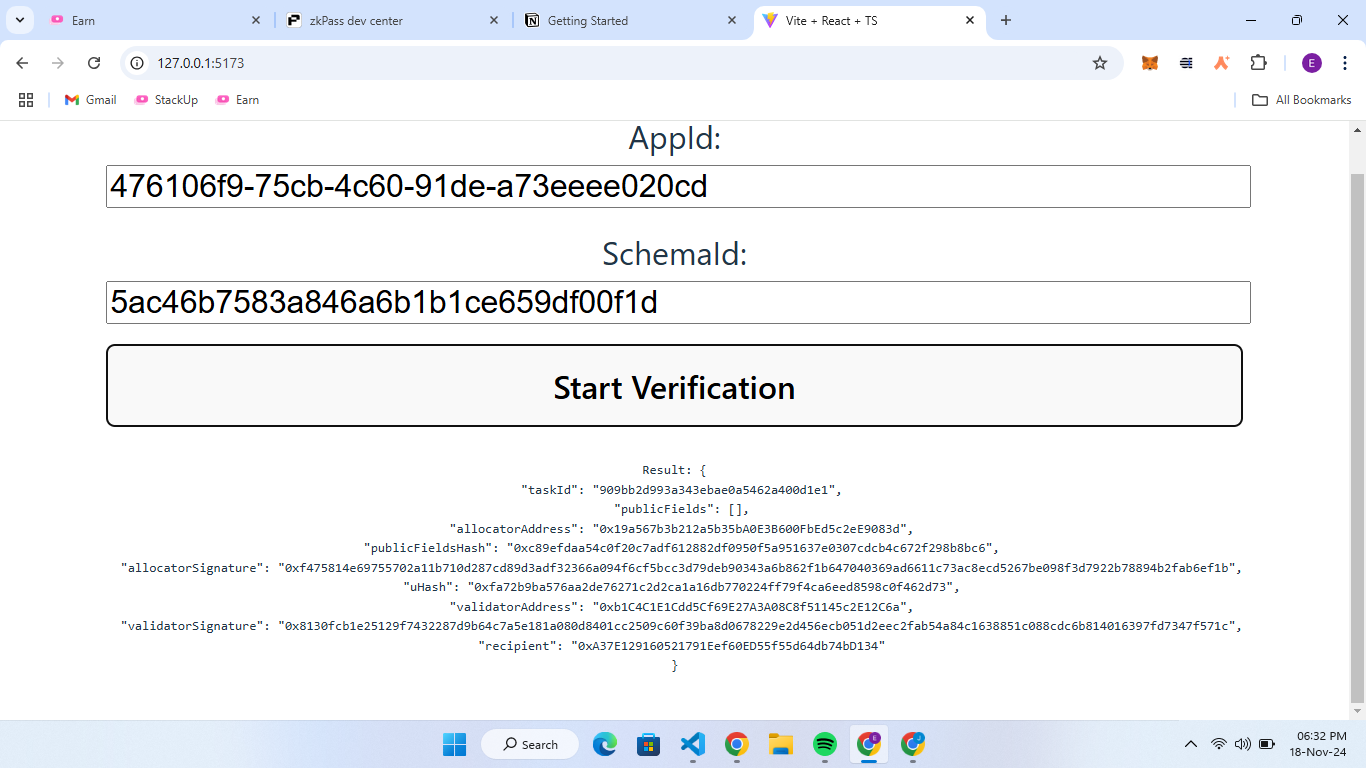 Earn
zkPass dev center
Getting Started
Vite + React + TS
127.0.0.1:5173
E
Gmail
StackUp
Earn
All Bookmarks
AppId:
476106f9-75cb-4c60-91de-a73eeee020cd
SchemaId:
5ac46b7583a846a6b1b1ce659df00f1d
Start Verification
Result: {
"taskId": "909bb2d993a343ebae0a5462a400d1e1",
"publicFields": [],
"allocatorAddress": "0x19a567b3b212a5b35bA0E3B600FbEd5c2eE9083d",
"publicFieldsHash": "0xc89efdaa54c0f20c7adf612882df0950f5a951637e0307cdcb4c672f298b8bc6",
"allocatorSignature": "0xf475814e69755702a11b710d287cd89d3adf32366a094f6cf5bcc3d79deb90343a6b862f1b647040369ad6611c73ac8ecd5267be098f3d7922b78894b2fab6ef1b",
"uHash": "0xfa72b9ba576aa2de76271c2d2ca1a16db770224ff79f4ca6eed8598c0f462d73",
"validatorAddress": "0xb1C4C1E1Cdd5Cf69E27A3A08C8f51145c2E12C6a",
"validatorSignature": "0x8130fcb1e25129f7432287d9b64c7a5e181a080d8401cc2509c60f39ba8d0678229e2d456ecb051d2eec2fab54a84c1638851c088cdc6b814016397fd7347f571c",
"recipient": "0xA37E129160521791Eef60ED55f55d64db74bD134"
}
Search
06:32 PM
18-Nov-24